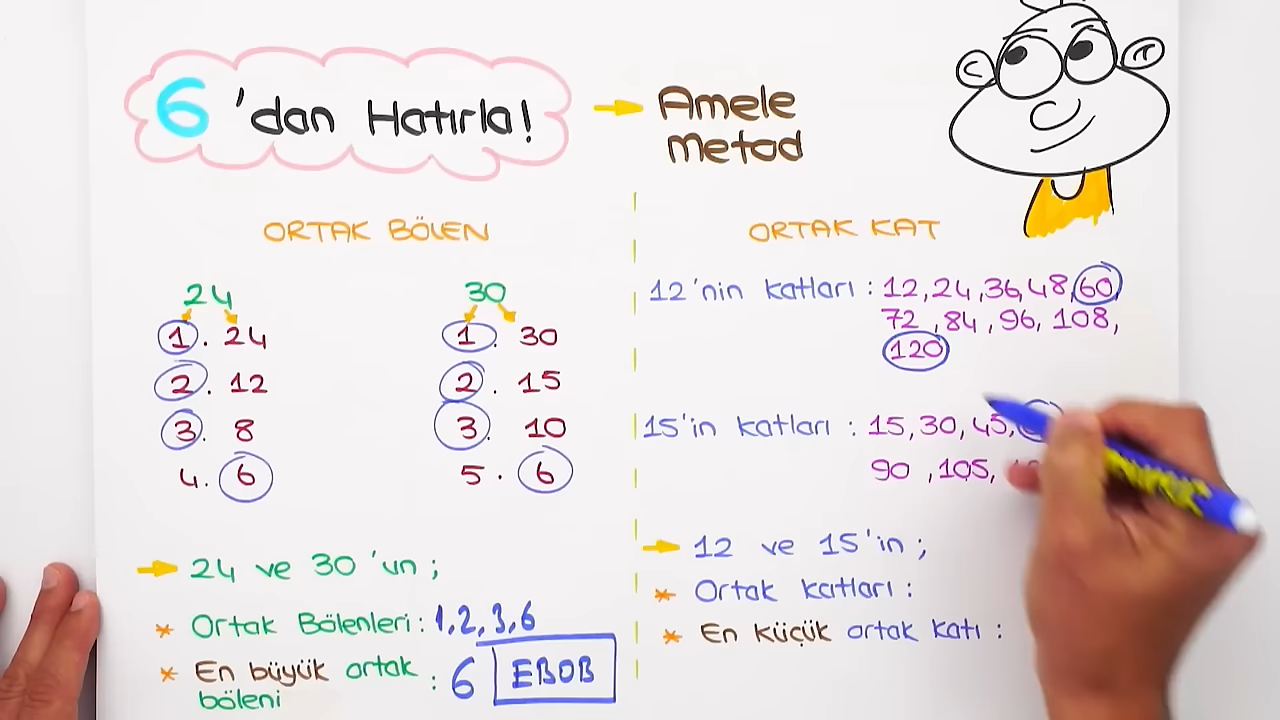 6'dan Hatırla!
Amele
Metod
ORTAK BÖLEN
24
1 . 24
2 . 12
3 . 8
4 . 6
30
1 . 30
2 . 15
3 . 10
5 . 6
24 ve 30'un ;
* Ortak Bölenleri : 1,2,3,6
* En büyük ortak : 6 EBOB
böleni
ORTAK KAT
12'nin katları : 12,24,36,48,60,
72 ,84 ,96, 108,
120
15'in katları : 15,30,45,
90 ,105,
12 ve 15'in ;
* Ortak katları :
* En küçük ortak katı :